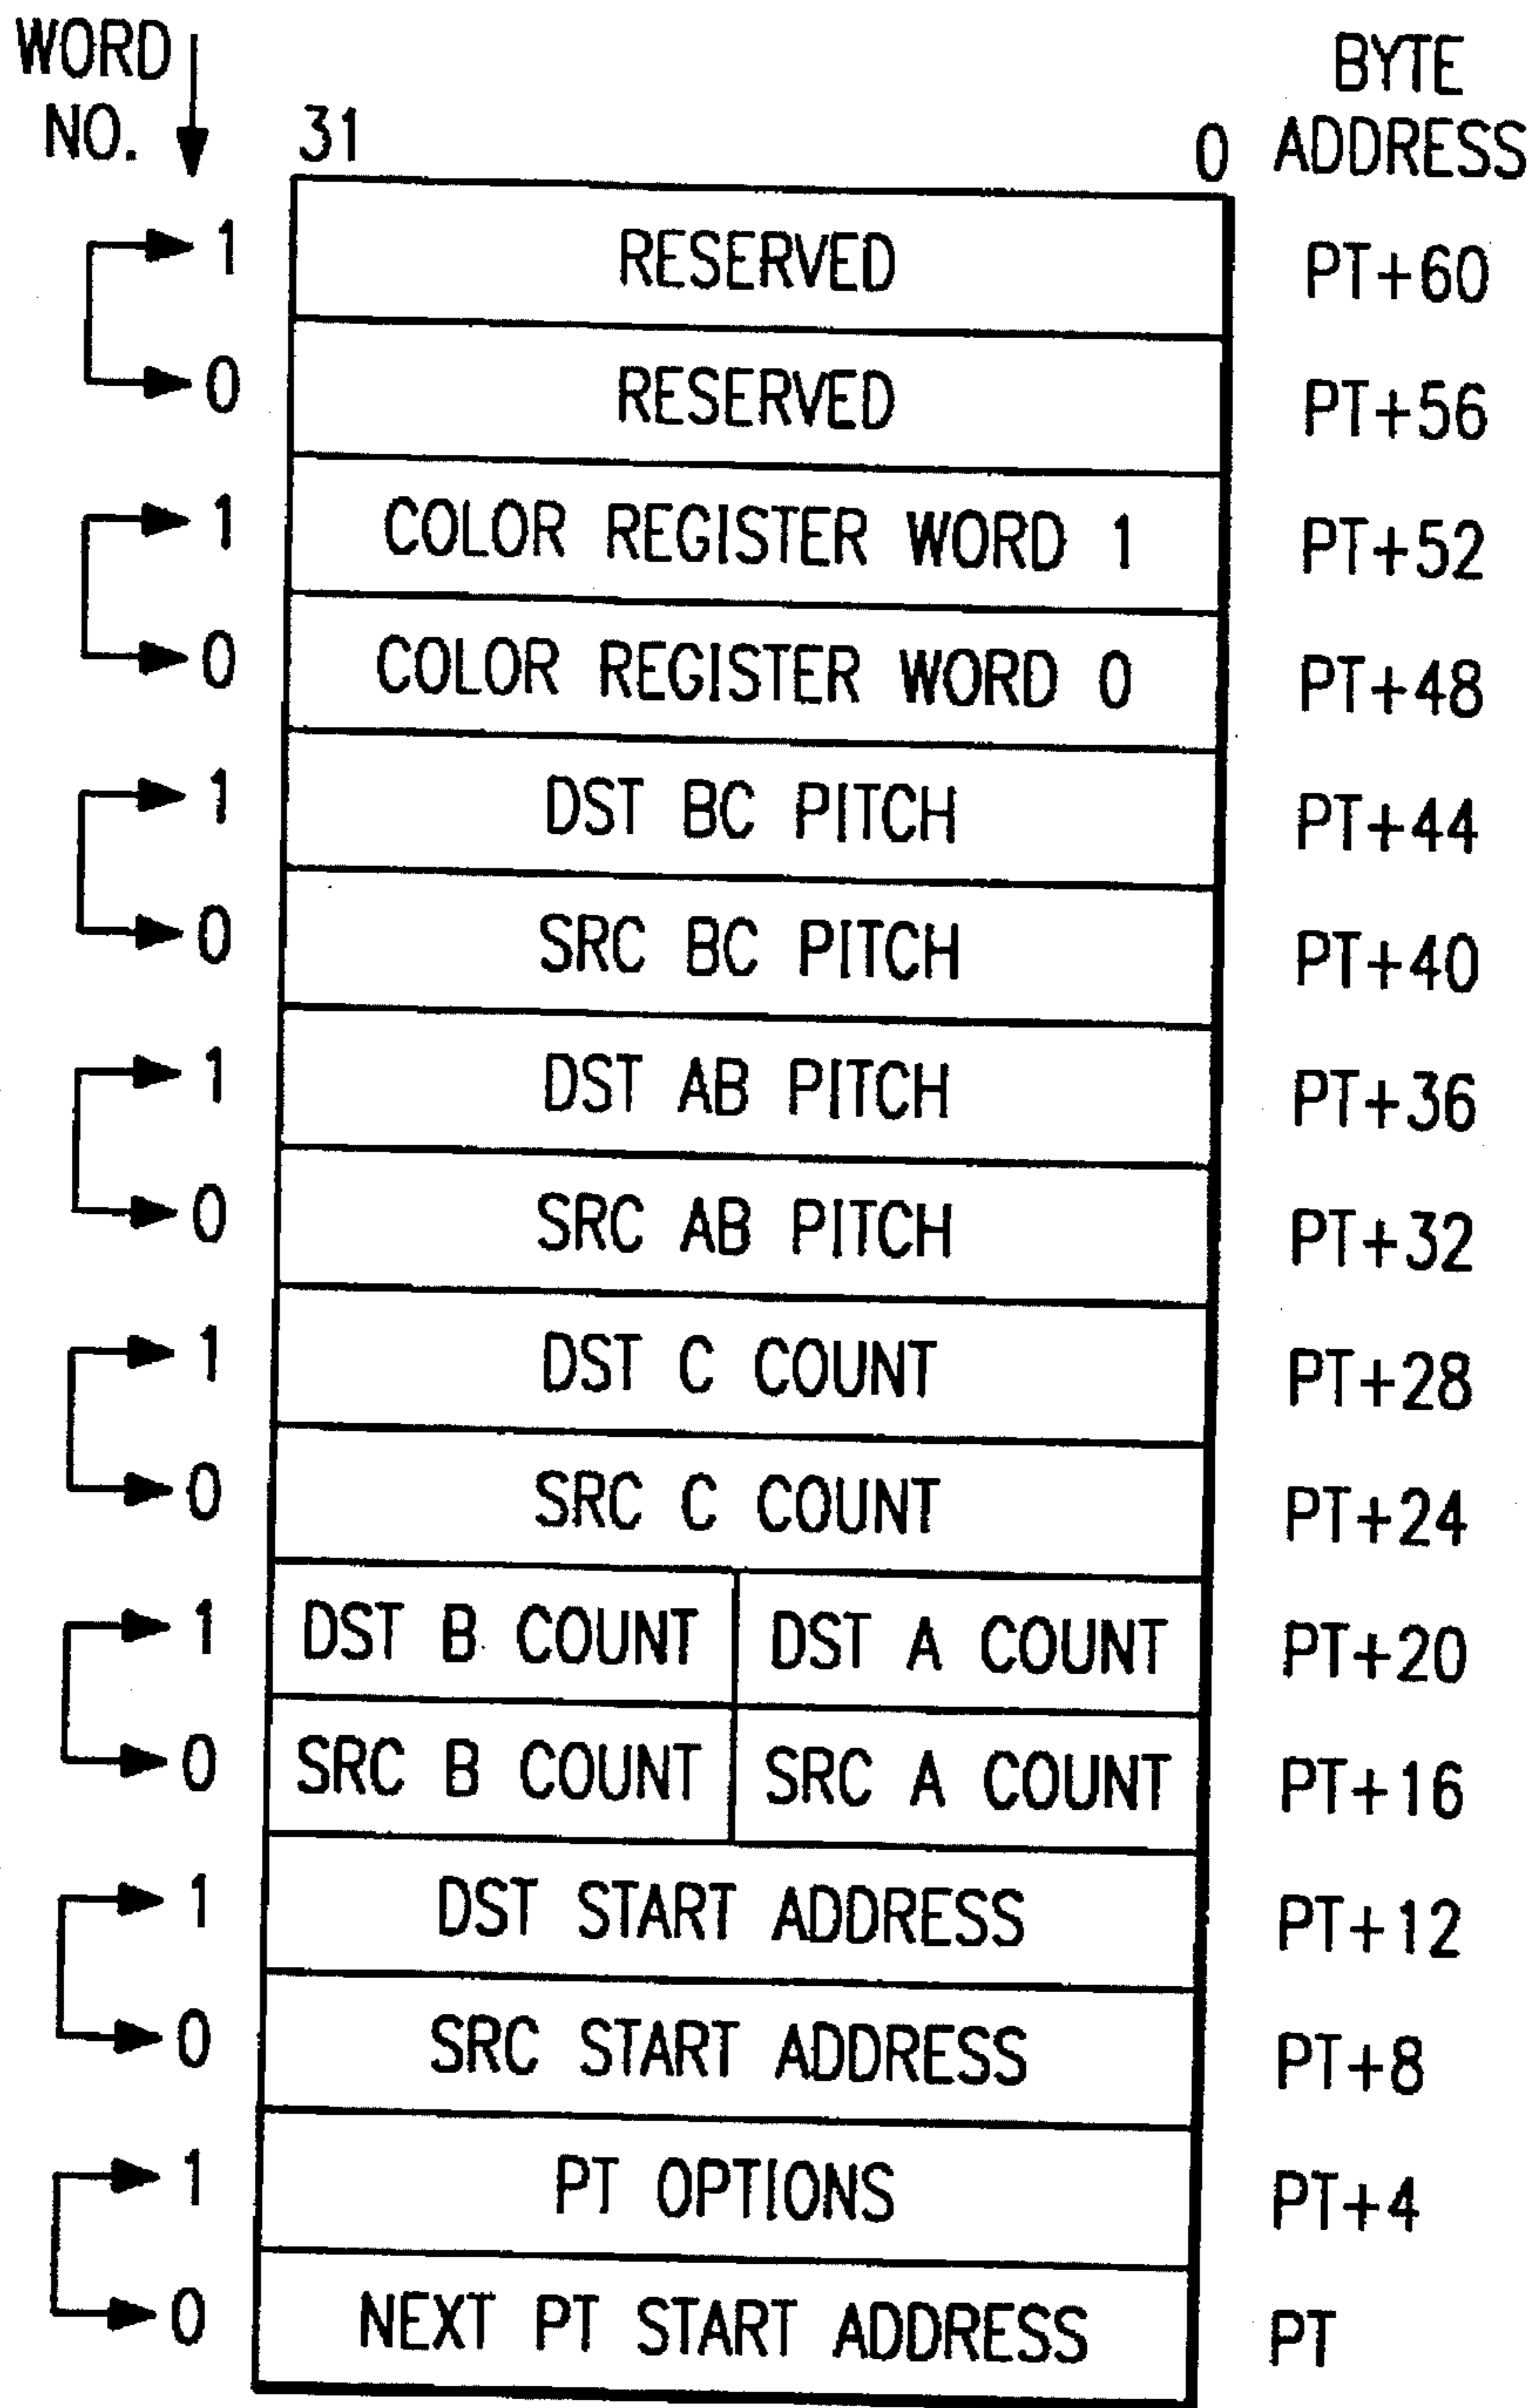 WORD NO.
31
0
BYTE ADDRESS
1 RESERVED PT+60
0 RESERVED PT+56
1 COLOR REGISTER WORD 1 PT+52
0 COLOR REGISTER WORD 0 PT+48
1 DST BC PITCH PT+44
0 SRC BC PITCH PT+40
1 DST AB PITCH PT+36
0 SRC AB PITCH PT+32
1 DST C COUNT PT+28
0 SRC C COUNT PT+24
1 DST B COUNT DST A COUNT PT+20
0 SRC B COUNT SRC A COUNT PT+16
1 DST START ADDRESS PT+12
0 SRC START ADDRESS PT+8
1 PT OPTIONS PT+4
0 NEXT PT START ADDRESS PT